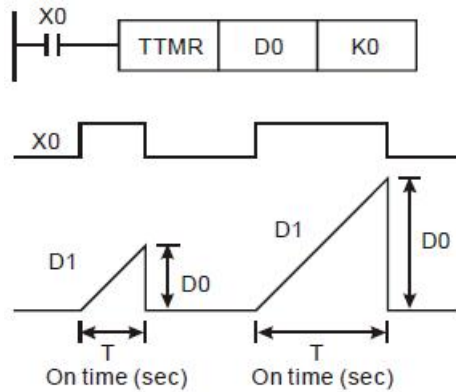 X0
TTMR D0 K0
X0
D1 D0 D1 D0
T T
On time (sec) On time (sec)